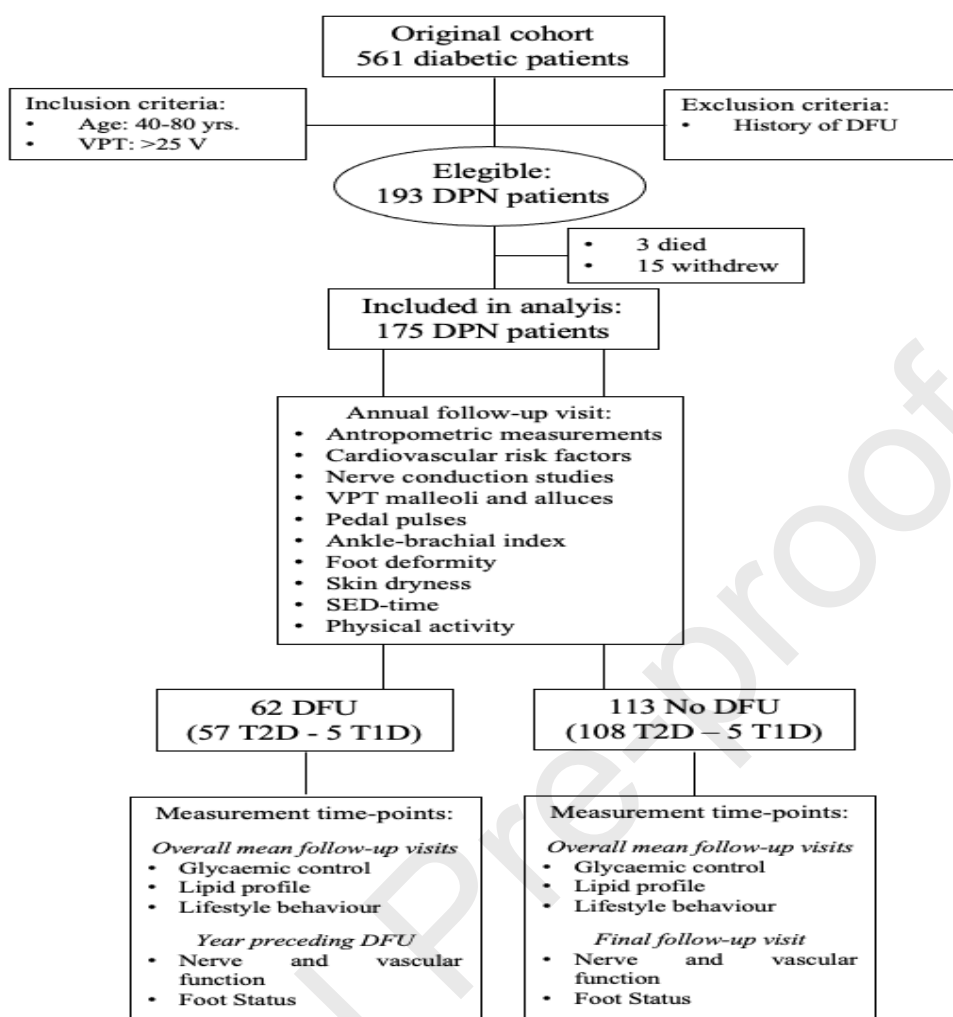 Original cohort
561 diabetic patients
Inclusion criteria:
• Age: 40-80 yrs.
• VPT: >25 V
Exclusion criteria:
• History of DFU
Elegible:
193 DPN patients
• 3 died
• 15 withdrew
Included in analyis:
175 DPN patients
Annual follow-up visit:
• Antropometric measurements
• Cardiovascular risk factors
• Nerve conduction studies
• VPT malleoli and alluces
• Pedal pulses
• Ankle-brachial index
• Foot deformity
• Skin dryness
• SED-time
• Physical activity
62 DFU
(57 T2D - 5 T1D)
113 No DFU
(108 T2D – 5 T1D)
Measurement time-points:
Overall mean follow-up visits
• Glycaemic control
• Lipid profile
• Lifestyle behaviour
Year preceding DFU
• Nerve and vascular
function
• Foot Status
Measurement time-points:
Overall mean follow-up visits
• Glycaemic control
• Lipid profile
• Lifestyle behaviour
Final follow-up visit
• Nerve and vascular
function
• Foot Status
Pre-proof